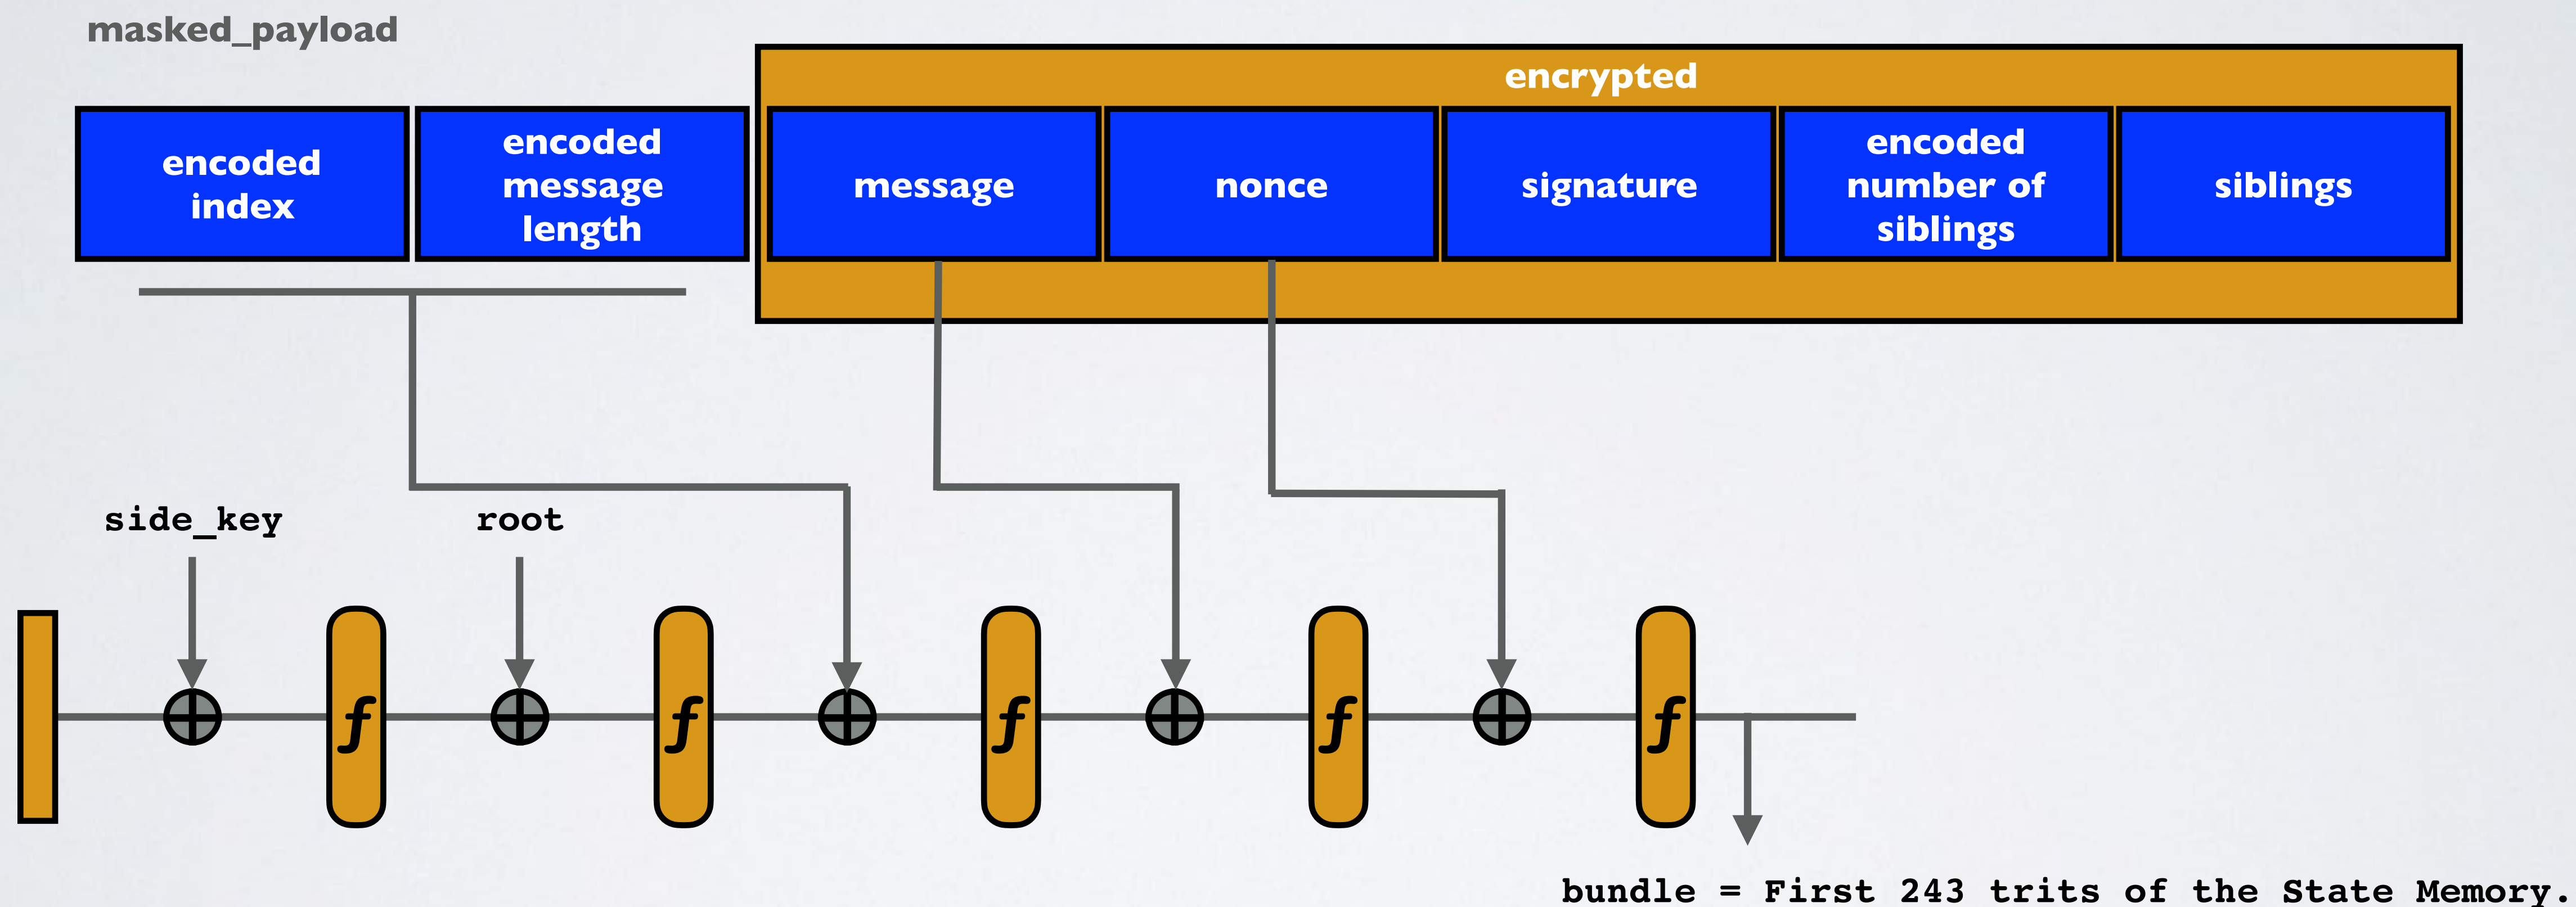 masked_payload
encrypted
encoded
index
encoded
message
length
message
nonce
signature
encoded
number of
siblings
siblings
side_key
root
f
f
f
f
f
bundle = First 243 trits of the State Memory.